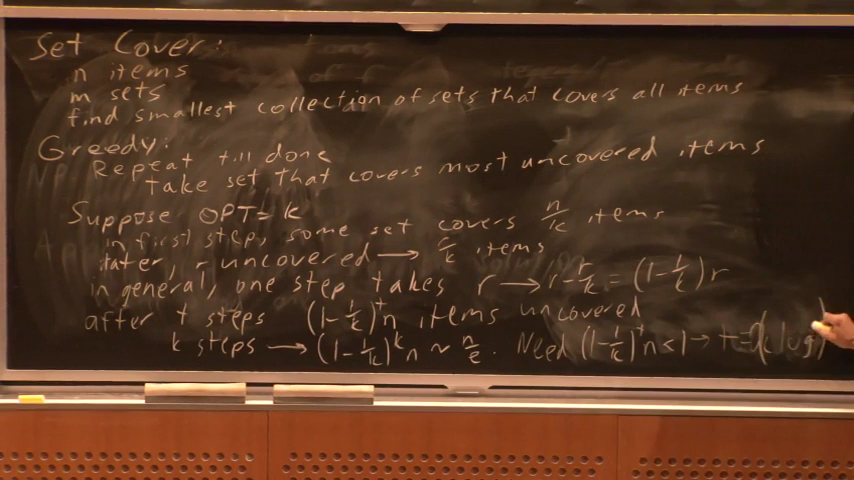 Set Cover:
n items
m sets
find smallest collection of sets that covers all items
Greedy:
Repeat till done
take set that covers most uncovered items
Suppose OPT=k
in first step, some set covers n/k items
later, r uncovered → r/k items
in general, one step takes r → r-r/k = (1-1/k)r
after t steps (1-1/k)^t n items uncovered
k steps → (1-1/k)^k n ~ n/e. Need (1-1/k)^t n <1 → t=O(k log